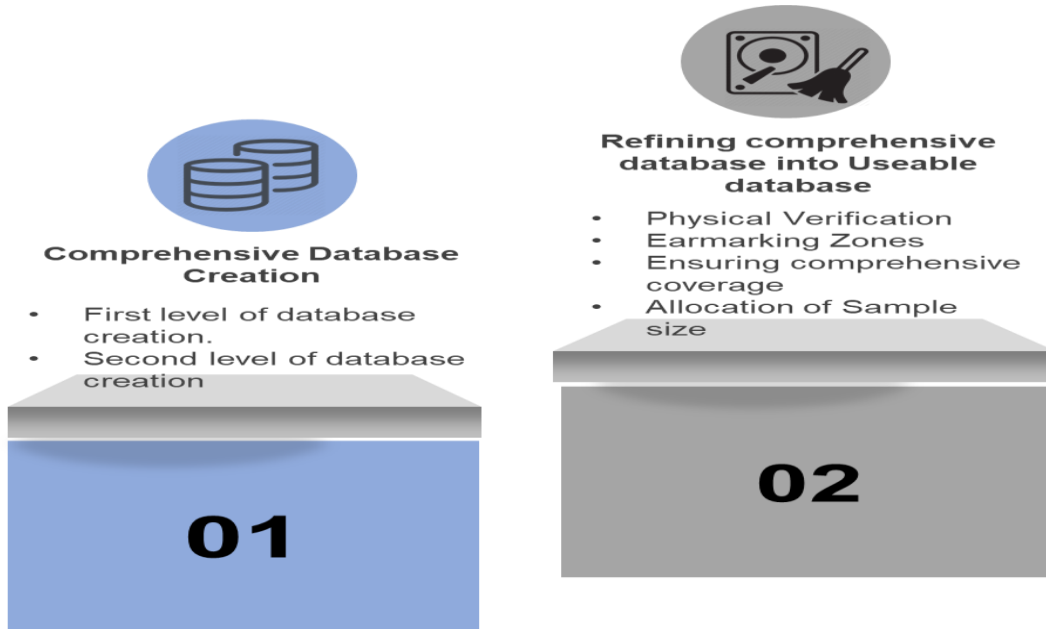 Comprehensive Database
Creation
• First level of database
creation.
• Second level of database
creation
01
Refining comprehensive
database into Useable
database
• Physical Verification
• Earmarking Zones
• Ensuring comprehensive
coverage
• Allocation of Sample
size
02